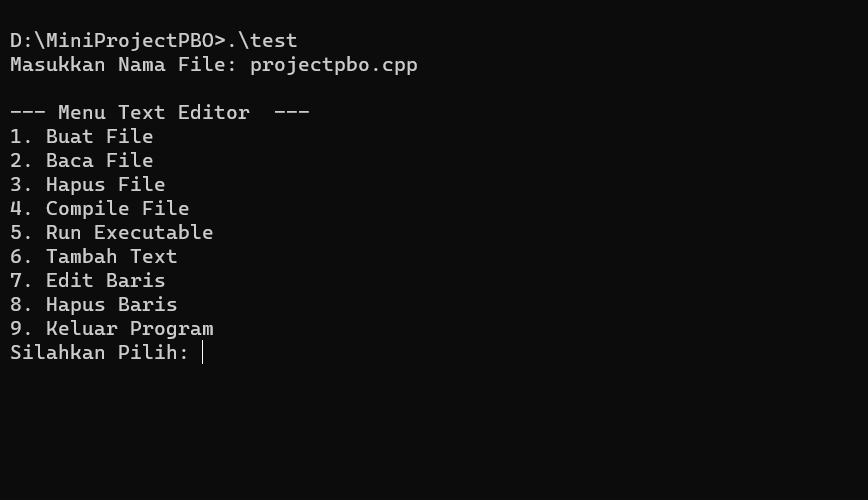 D:\MiniProjectPBO>.\test
Masukkan Nama File: projectpbo.cpp
--- Menu Text Editor  ---
1. Buat File
2. Baca File
3. Hapus File
4. Compile File
5. Run Executable
6. Tambah Text
7. Edit Baris
8. Hapus Baris
9. Keluar Program
Silahkan Pilih: